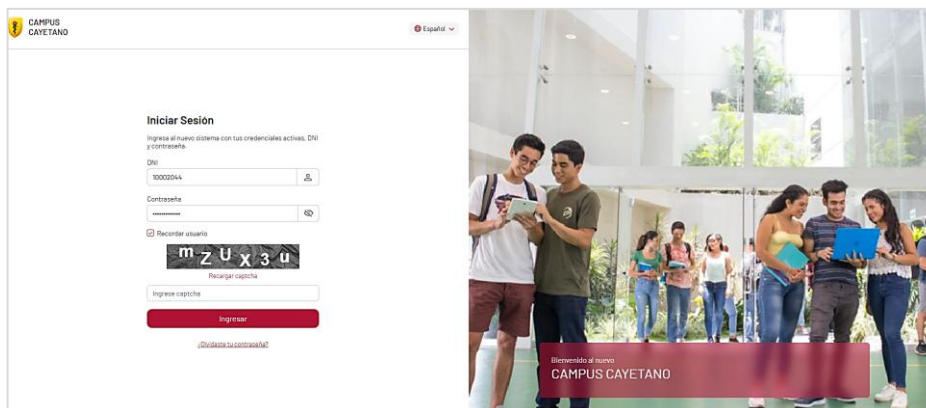 CAMPUS
CAYETANO
Español
Iniciar Sesión
Ingresa al nuevo sistema con tus credenciales activas, DNI
y contraseña.
DNI
10002044
Contraseña
Recordar usuario
m Z U X 3 u
Recargar captcha
Ingrese captcha
Ingresar
¿Olvidaste tu contraseña?
Bienvenido al nuevo
CAMPUS CAYETANO